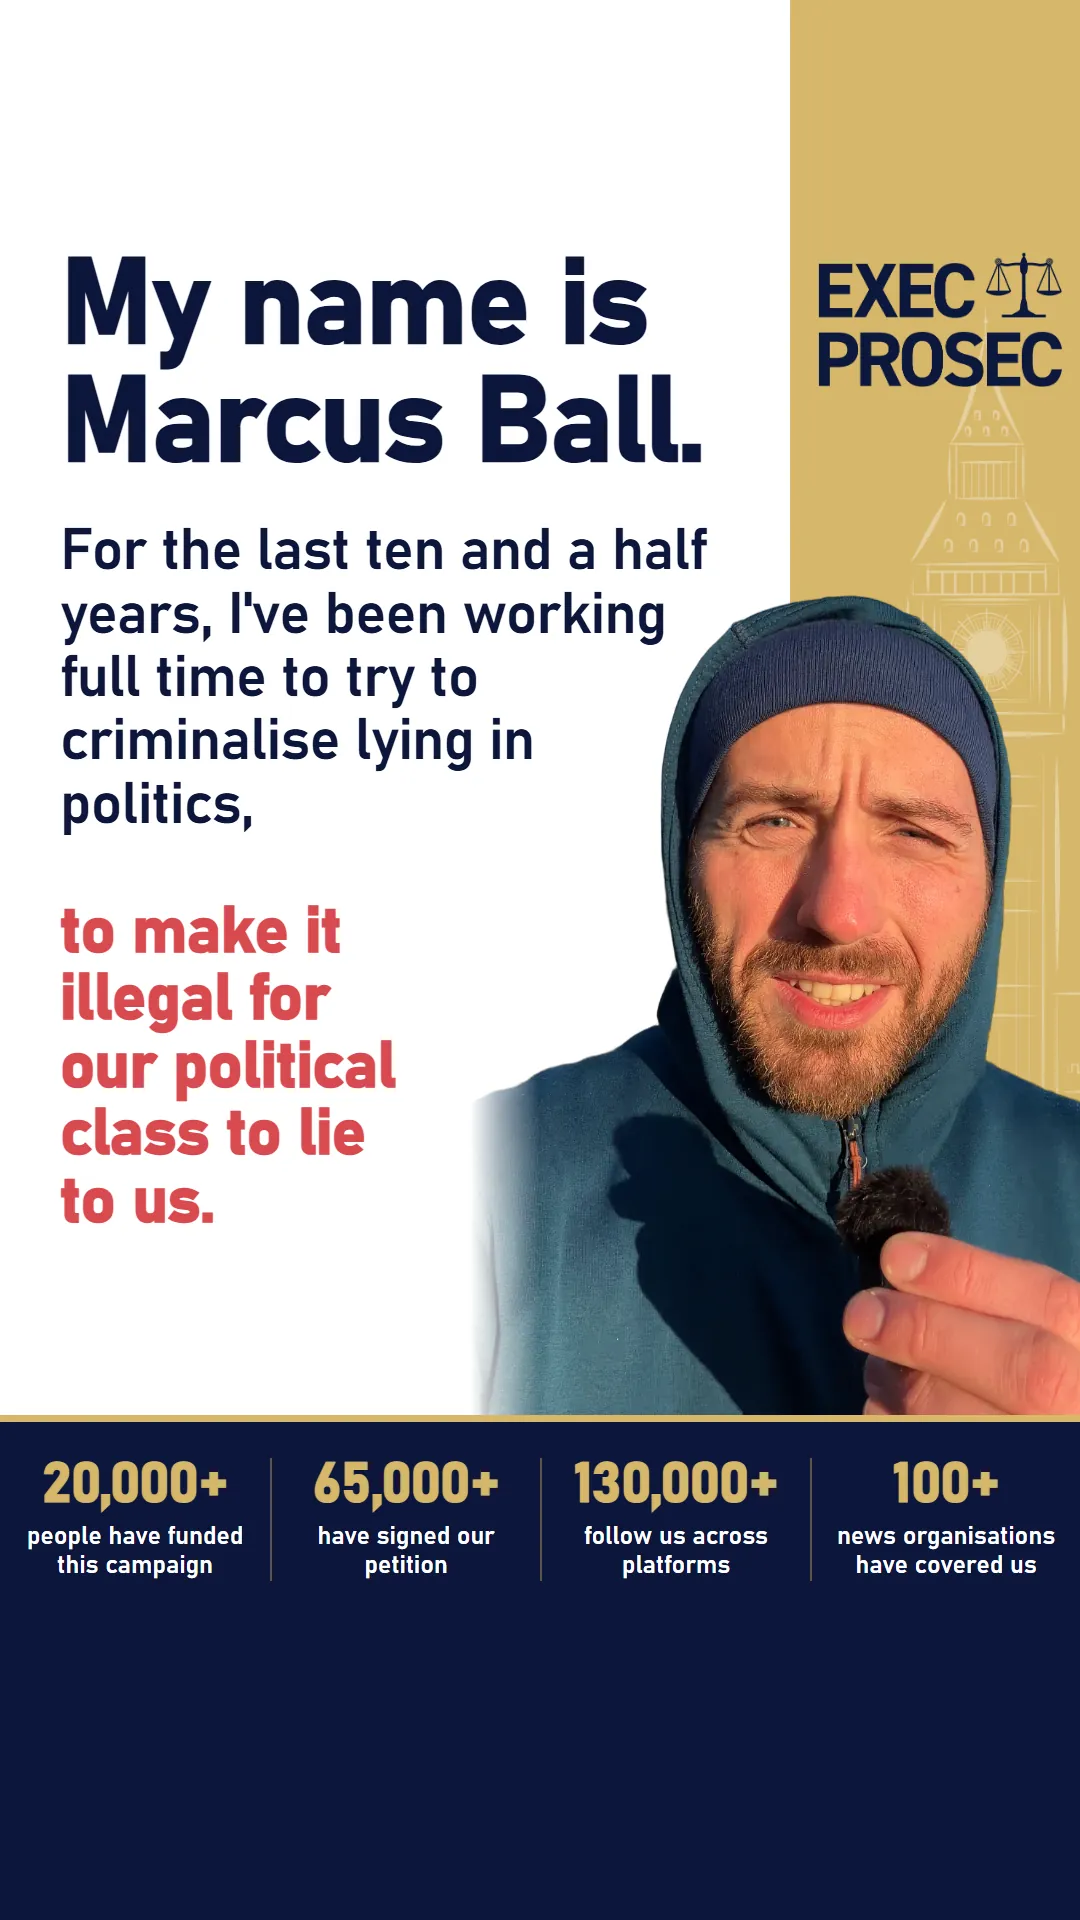 My name is
Marcus Ball.
EXEC
PROSEC
For the last ten and a half
years, I've been working
full time to try to
criminalise lying in
politics,
to make it
illegal for
our political
class to lie
to us.
20,000+
people have funded
this campaign
65,000+
have signed our
petition
130,000+
follow us across
platforms
100+
news organisations
have covered us